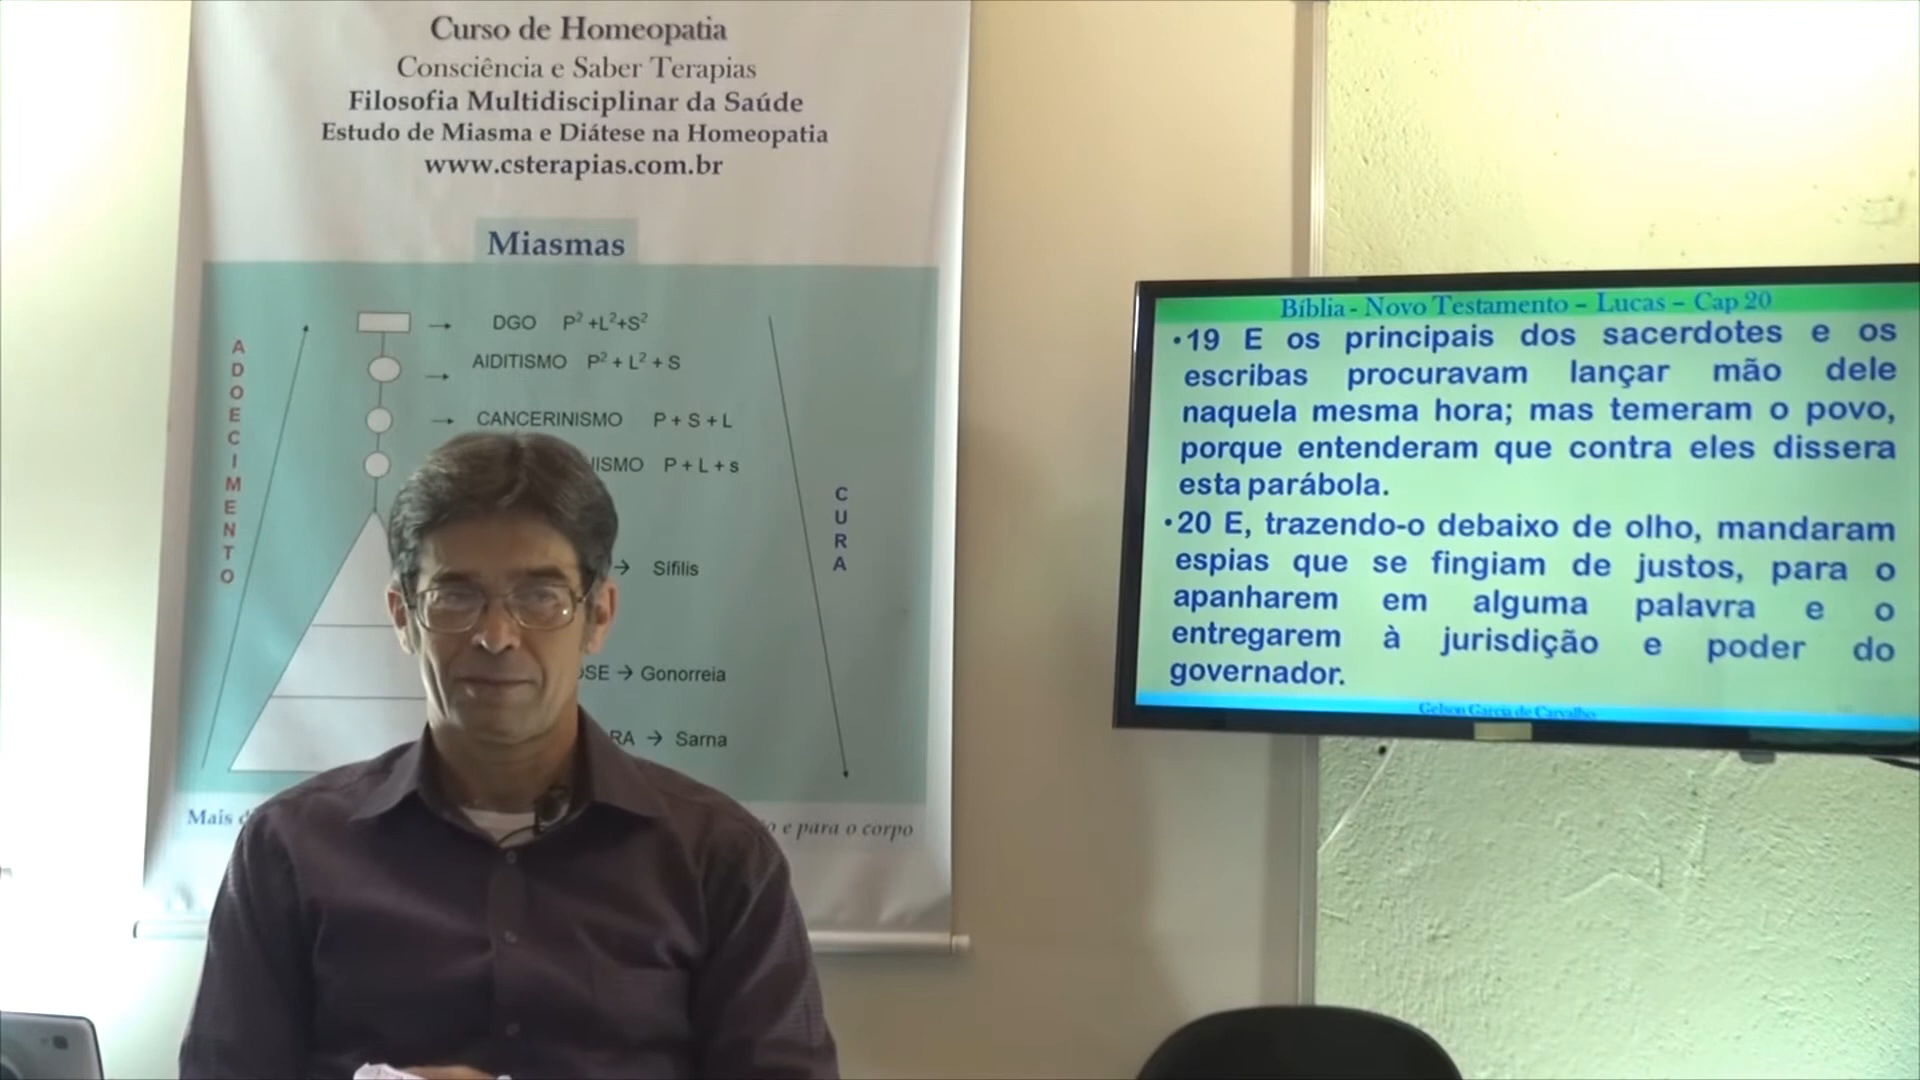 Curso de Homeopatia
Consciência e Saber Terapias
Filosofia Multidisciplinar da Saúde
Estudo de Miasma e Diátese na Homeopatia
www.csterapias.com.br
Miasmas
ADOECIMENTO
DGO P² +L²+S²
AIDITISMO P² + L² + S
CANCERINISMO P + S + L
ISMO P + L + s
→ Sífilis
OSE → Gonorreia
RA → Sarna
CURA
Mais
e para o corpo
Bíblia - Novo Testamento – Lucas – Cap 20
•19 E os principais dos sacerdotes e os
escribas procuravam lançar mão dele
naquela mesma hora; mas temeram o povo,
porque entenderam que contra eles dissera
esta parábola.
•20 E, trazendo-o debaixo de olho, mandaram
espias que se fingiam de justos, para o
apanharem em alguma palavra e o
entregarem à jurisdição e poder do
governador.
Gelson Garcia de Carvalho